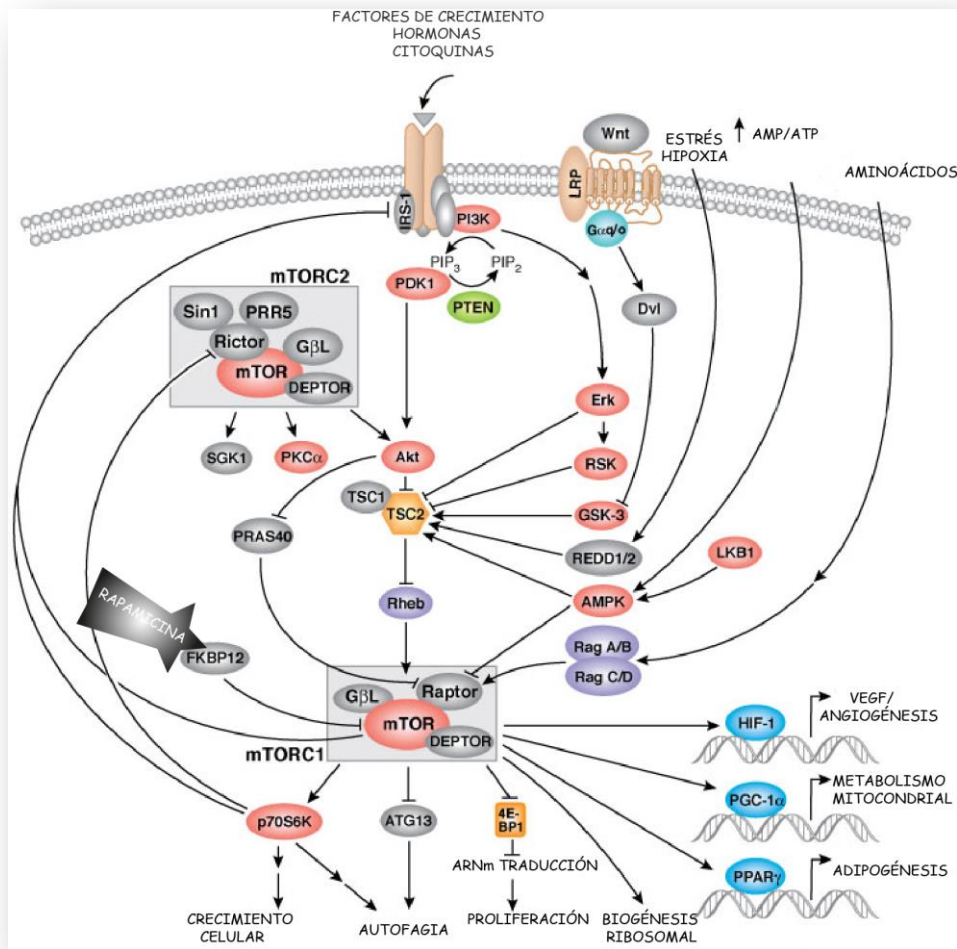 FACTORES DE CRECIMIENTO
HORMONAS
CITOQUINAS
Wnt
ESTRÉS
HIPOXIA
AMP/ATP
AMINOÁCIDOS
LRP
IRS-1
PI3K
Gαq/o
PIP3
PIP2
mTORC2
PDK1
PTEN
Dvl
Sin1
PRR5
Rictor
GβL
mTOR
DEPTOR
Erk
SGK1
PKCα
Akt
RSK
TSC1
TSC2
GSK-3
PRAS40
REDD1/2
LKB1
RAPAMICINA
Rheb
AMPK
FKBP12
Rag A/B
Rag C/D
GβL
Raptor
mTOR
DEPTOR
mTORC1
HIF-1
VEGF/
ANGIOGÉNESIS
PGC-1α
METABOLISMO
MITOCONDRIAL
p70S6K
ATG13
4E-
BP1
ARNm TRADUCCIÓN
PPARγ
ADIPOGÉNESIS
CRECIMIENTO
CELULAR
AUTOFAGIA
PROLIFERACIÓN
BIOGÉNESIS
RIBOSOMAL